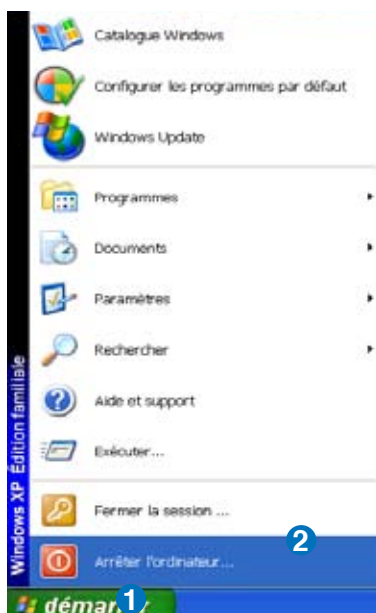 Catalogue Windows
Configurer les programmes par défaut
Windows Update
Programmes
Documents
Paramètres
Rechercher
Aide et support
Exécuter...
Fermer la session ...
2
Arrêter l'ordinateur...
Windows XP Édition familiale
démarrer
1